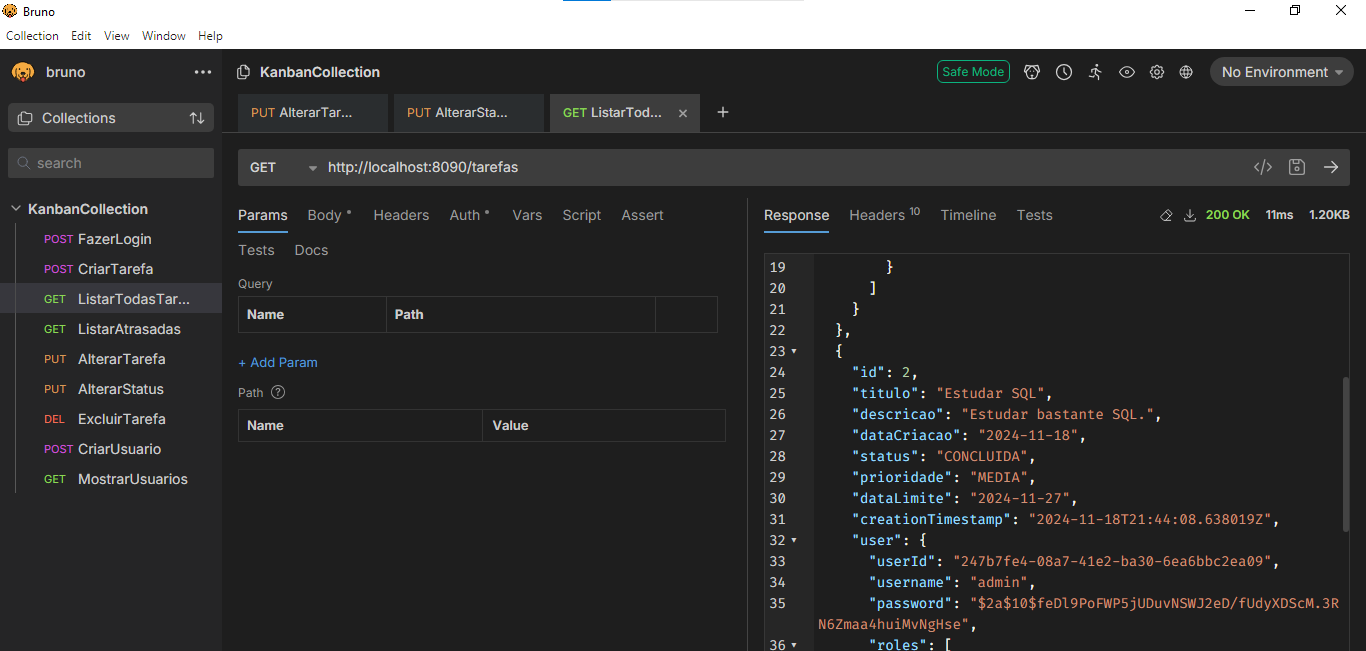 Bruno
Collection Edit View Window Help
bruno
KanbanCollection
Safe Mode
No Environment
Collections
PUT AlterarTar...
PUT AlterarSta...
GET ListarTod...
search
GET http://localhost:8090/tarefas
KanbanCollection
POST FazerLogin
POST CriarTarefa
GET ListarTodasTar...
GET ListarAtrasadas
PUT AlterarTarefa
PUT AlterarStatus
DEL ExcluirTarefa
POST CriarUsuario
GET MostrarUsuarios
Params Body Headers Auth Vars Script Assert
Tests Docs
Query
Name Path
+ Add Param
Path ?
Name Value
Response Headers 10 Timeline Tests 200 OK 11ms 1.20KB
19 }
20 ]
21 }
22 },
23 {
24 "id": 2,
25 "titulo": "Estudar SQL",
26 "descricao": "Estudar bastante SQL.",
27 "dataCriacao": "2024-11-18",
28 "status": "CONCLUIDA",
29 "prioridade": "MEDIA",
30 "dataLimite": "2024-11-27",
31 "creationTimestamp": "2024-11-18T21:44:08.638019Z",
32 "user": {
33 "userId": "247b7fe4-08a7-41e2-ba30-6ea6bbc2ea09",
34 "username": "admin",
35 "password": "$2a$10$feDl9PoFWP5jUDuvNSWJ2eD/fUdyXDScM.3R
N6Zmaa4huiMvNgHse",
36 "roles": [